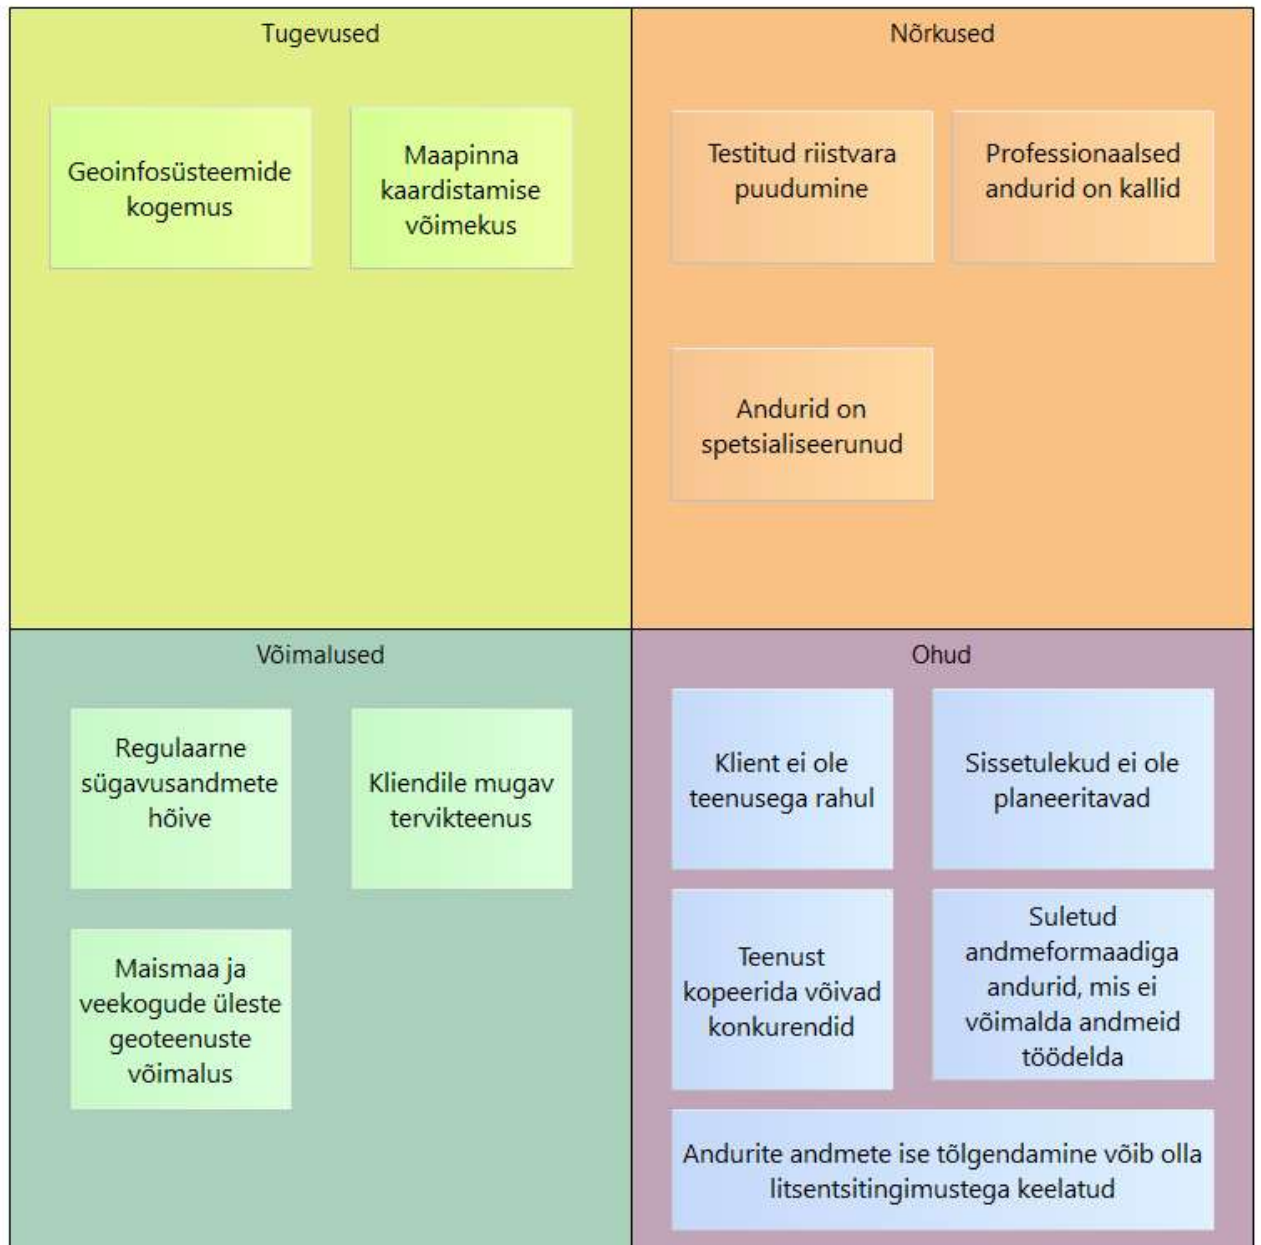 Tugevused
Geoinfosüsteemide
kogemus
Maapinna
kaardistamise
võimekus
Nõrkused
Testitud riistvara
puudumine
Professionaalsed
andurid on kallid
Andurid on
spetsialiseerunud
Võimalused
Regulaarne
sügavusandmete
hõive
Kliendile mugav
tervikteenus
Maismaa ja
veekogude üleste
geoteenuste
võimalus
Ohud
Klient ei ole
teenusega rahul
Sissetulekud ei ole
planeeritavad
Teenust
kopeerida võivad
konkurendid
Suletud
andmeformaadiga
andurid, mis ei
võimalda andmeid
töödelda
Andurite andmete ise tõlgendamine võib olla
litsentsitingimustega keelatud